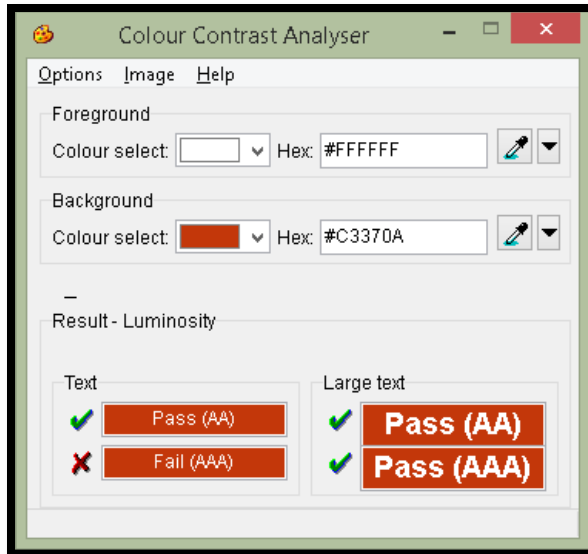 Colour Contrast Analyser
Options Image Help
Foreground
Colour select: Hex: #FFFFFF
Background
Colour select: Hex: #C3370A
Result - Luminosity
Text
Pass (AA)
Fail (AAA)
Large text
Pass (AA)
Pass (AAA)